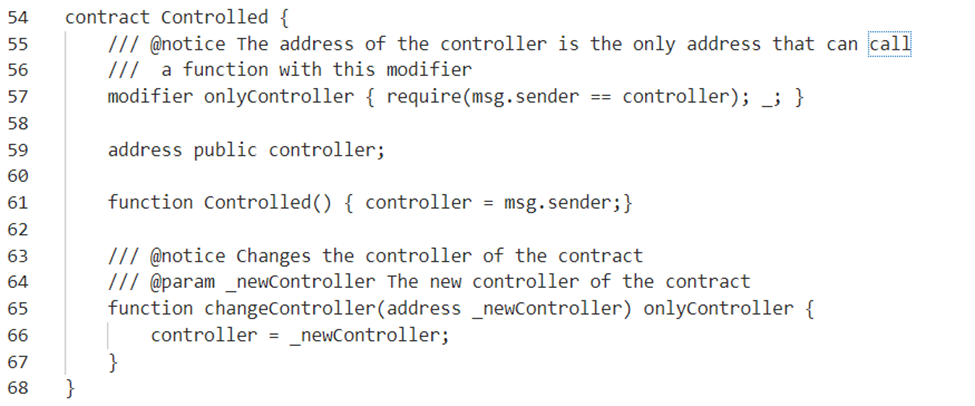 54 contract Controlled {
55     /// @notice The address of the controller is the only address that can call
56     ///  a function with this modifier
57     modifier onlyController { require(msg.sender == controller); _; }
58
59     address public controller;
60
61     function Controlled() { controller = msg.sender;}
62
63     /// @notice Changes the controller of the contract
64     /// @param _newController The new controller of the contract
65     function changeController(address _newController) onlyController {
66         controller = _newController;
67     }
68 }